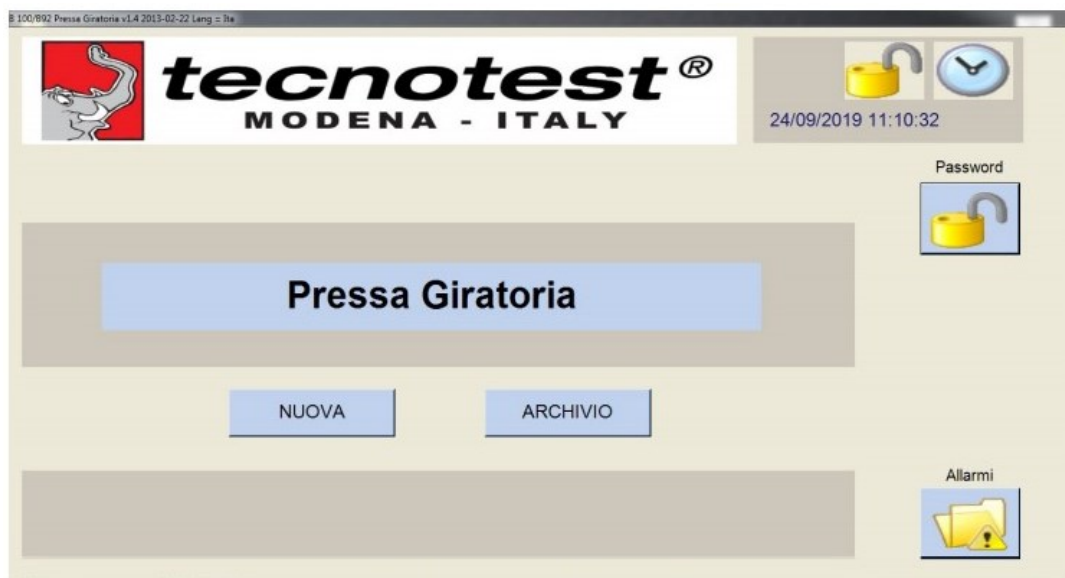 B 100/B92 Pressa Giratoria v1.4 2013-02-22 Lang = Ita
tecnotest®
MODENA - ITALY
24/09/2019 11:10:32
Password
Pressa Giratoria
NUOVA
ARCHIVIO
Allarmi